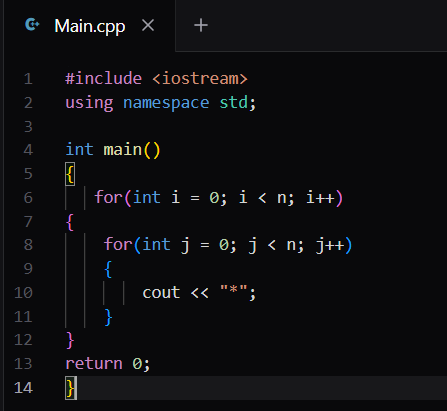 Main.cpp
1 #include <iostream>
2 using namespace std;
3
4 int main()
5 {
6    for(int i = 0; i < n; i++)
7 {
8     for(int j = 0; j < n; j++)
9     {
10         cout << "*";
11     }
12 }
13 return 0;
14 }